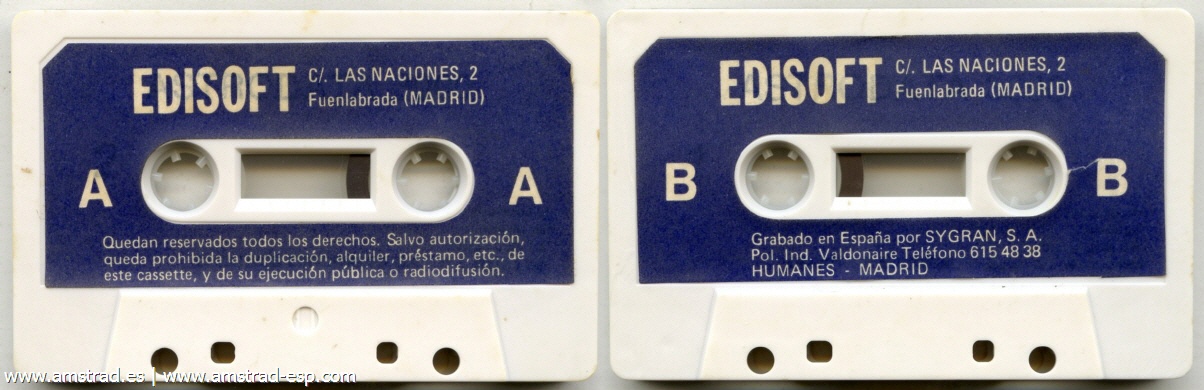 EDISOFT
C/. LAS NACIONES, 2
Fuenlabrada (MADRID)
A
A
Quedan reservados todos los derechos. Salvo autorización,
queda prohibida la duplicación, alquiler, préstamo, etc., de
este cassette, y de su ejecución pública o radiodifusión.
EDISOFT
C/. LAS NACIONES, 2
Fuenlabrada (MADRID)
B
B
Grabado en España por SYGRAN, S. A.
Pol. Ind. Valdonaire Teléfono 615 48 38
HUMANES - MADRID
www.amstrad.es | www.amstrad-esp.com